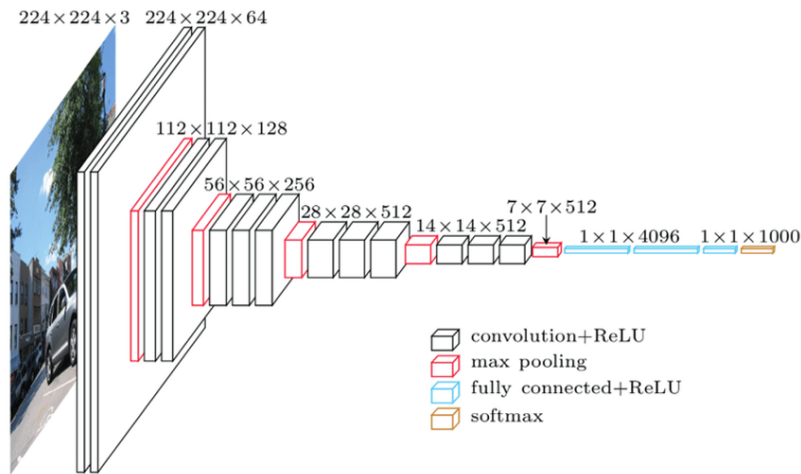 224×224×3
224×224×64
112×112×128
56×56×256
28×28×512
14×14×512
7×7×512
1×1×4096
1×1×1000
convolution+ReLU
max pooling
fully connected+ReLU
softmax